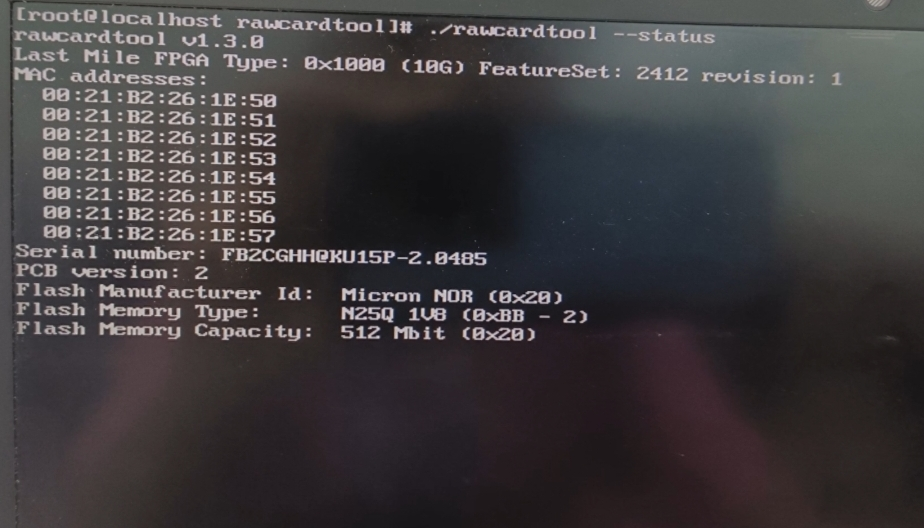 [root@localhost rawcardtool]# ./rawcardtool --status
rawcardtool v1.3.0
Last Mile FPGA Type: 0x1000 (10G) FeatureSet: 2412 revision: 1
MAC addresses:
00:21:B2:26:1E:50
00:21:B2:26:1E:51
00:21:B2:26:1E:52
00:21:B2:26:1E:53
00:21:B2:26:1E:54
00:21:B2:26:1E:55
00:21:B2:26:1E:56
00:21:B2:26:1E:57
Serial number: FB2CGHH@KU15P-2.0485
PCB version: 2
Flash Manufacturer Id: Micron NOR (0x20)
Flash Memory Type: N25Q 1V8 (0xBB - 2)
Flash Memory Capacity: 512 Mbit (0x20)